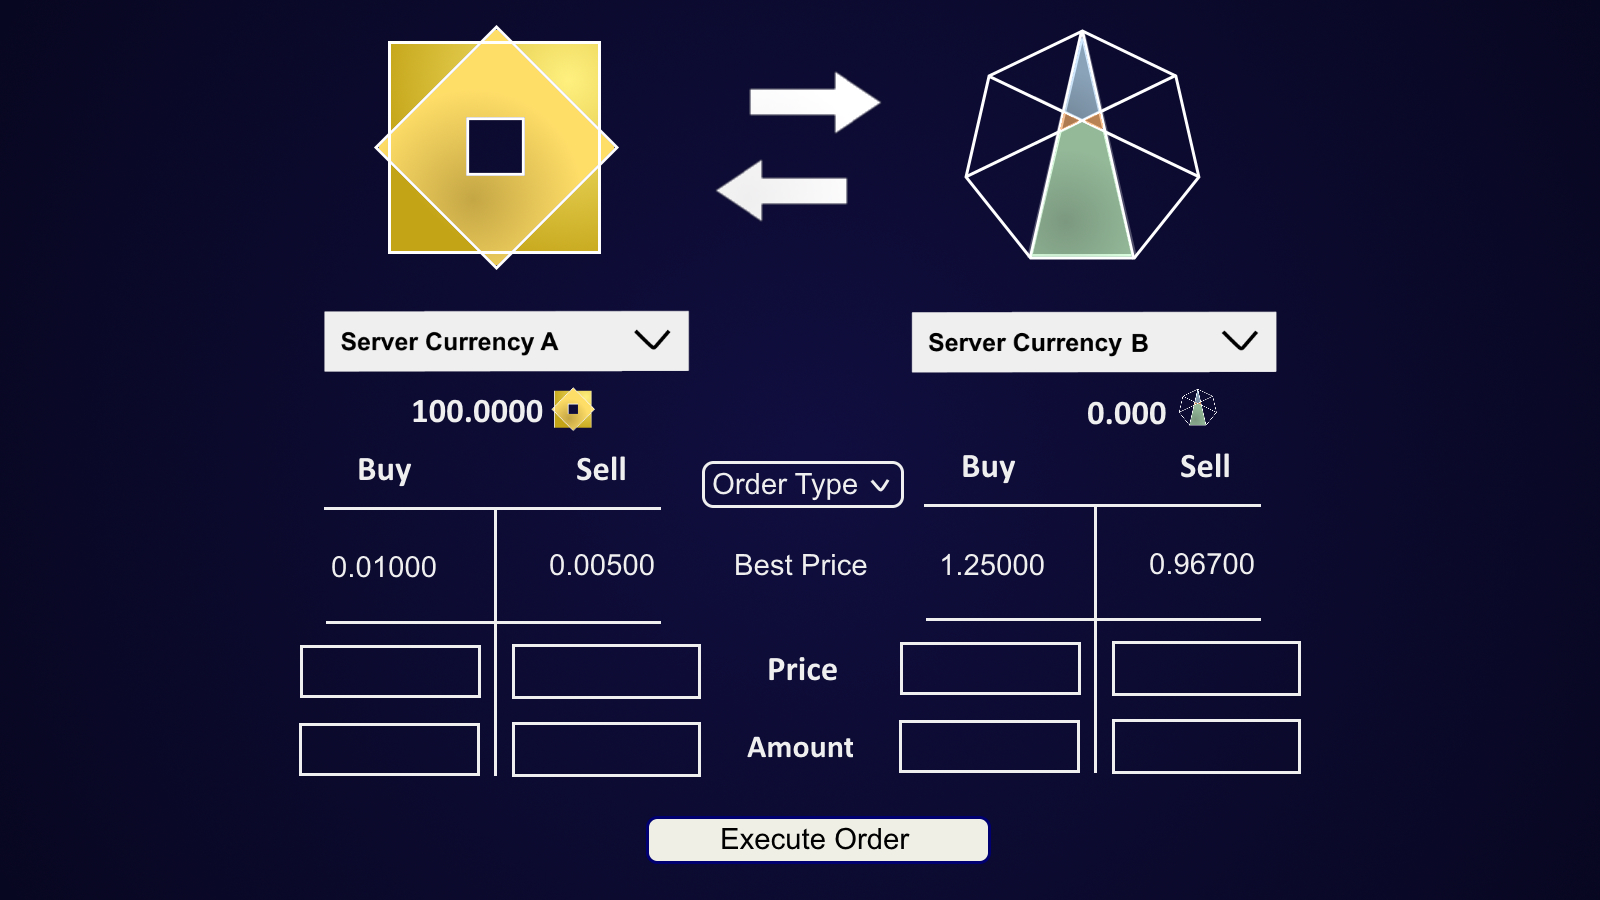 Server Currency A
Server Currency B
100.0000
0.000
Buy Sell
Order Type
Buy Sell
0.01000 0.00500 Best Price 1.25000 0.96700
Price
Amount
Execute Order